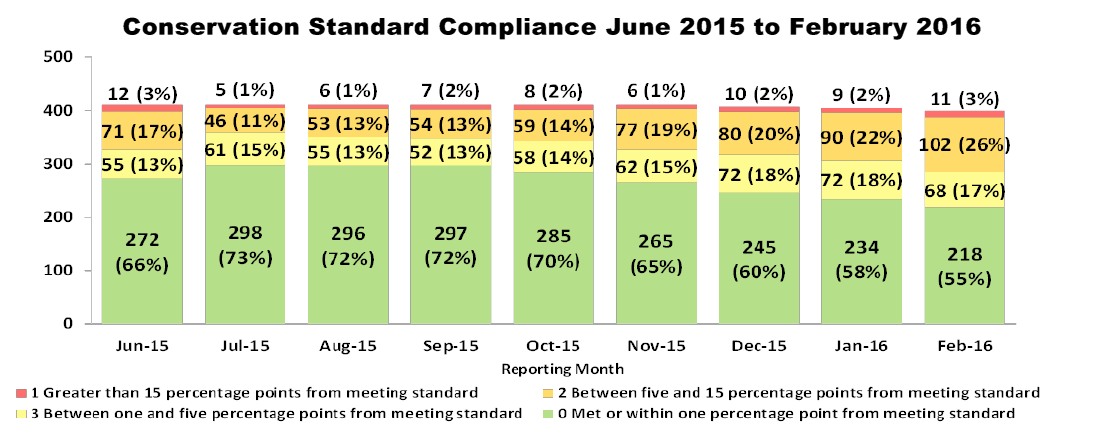 Conservation Standard Compliance June 2015 to February 2016
500
400
300
200
100
0
12 (3%) 5 (1%) 6 (1%) 7 (2%) 8 (2%) 6 (1%) 10 (2%) 9 (2%) 11 (3%)
71 (17%) 46 (11%) 53 (13%) 54 (13%) 59 (14%) 77 (19%) 80 (20%) 90 (22%) 102 (26%)
55 (13%) 61 (15%) 55 (13%) 52 (13%) 58 (14%) 62 (15%) 72 (18%) 72 (18%) 68 (17%)
272 298 296 297 285 265 245 234 218
(66%) (73%) (72%) (72%) (70%) (65%) (60%) (58%) (55%)
Jun-15 Jul-15 Aug-15 Sep-15 Oct-15 Nov-15 Dec-15 Jan-16 Feb-16
Reporting Month
1 Greater than 15 percentage points from meeting standard
2 Between five and 15 percentage points from meeting standard
3 Between one and five percentage points from meeting standard
0 Met or within one percentage point from meeting standard